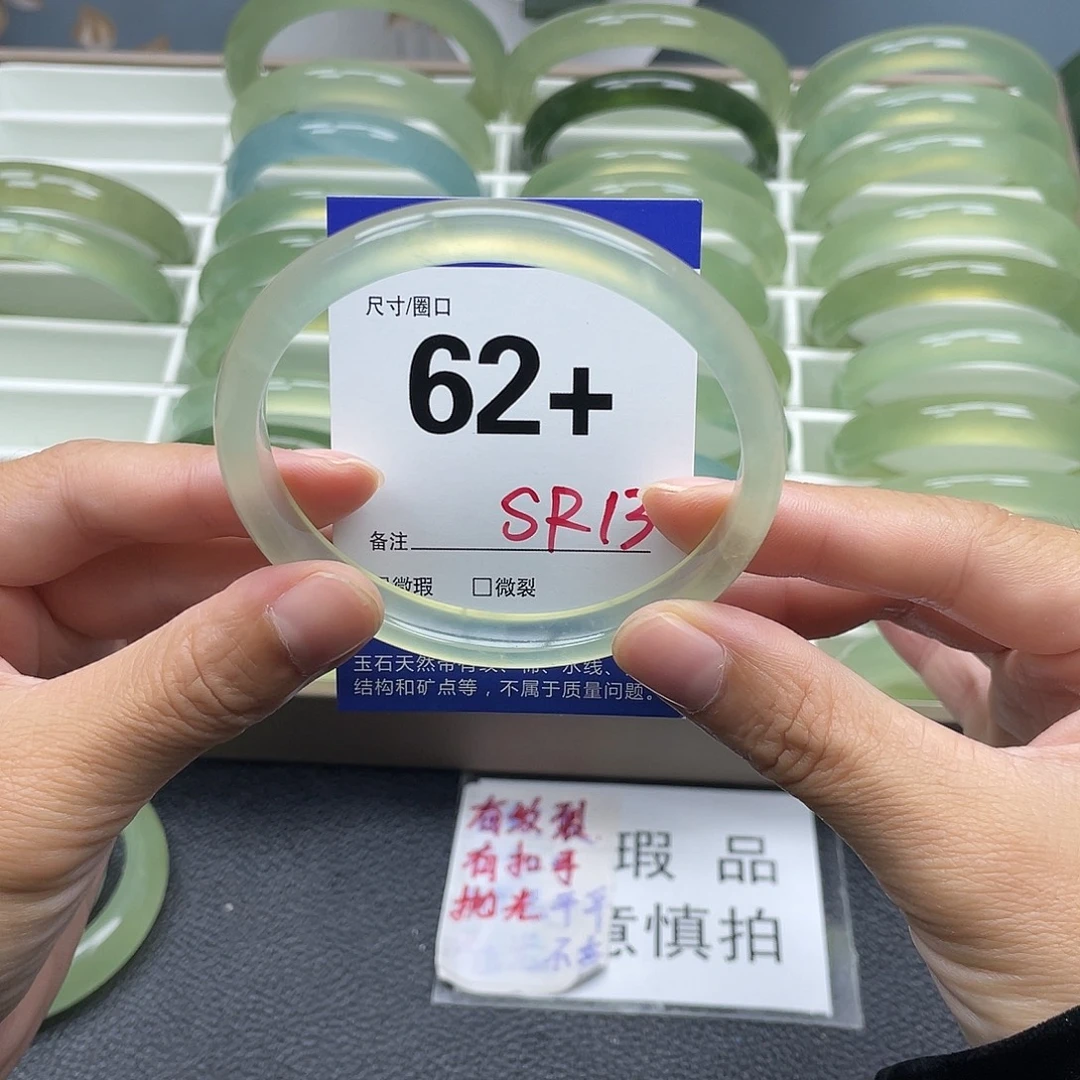 尺寸/圈口
62+
SR13
备注
微瑕 □微裂
玉石天然带有纹、棉、水线、
结构和矿点等，不属于质量问题。
有纹裂
有扣手
抛光
瑕 品
意慎拍